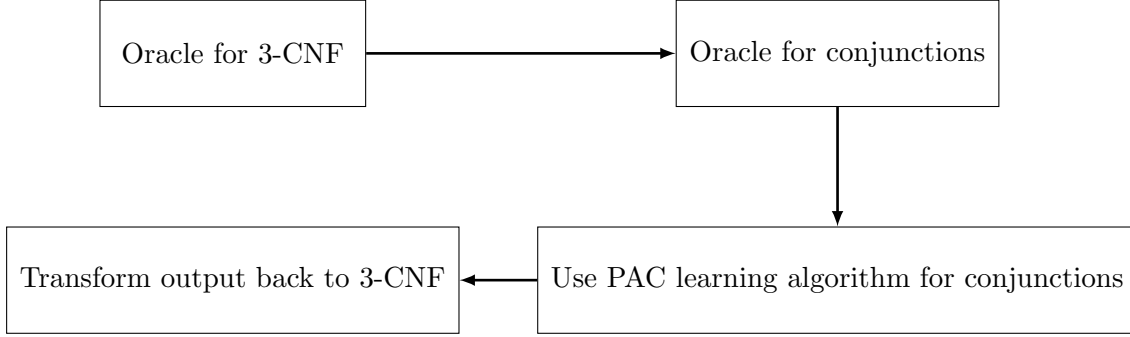 Oracle for 3-CNF
Oracle for conjunctions
Use PAC learning algorithm for conjunctions
Transform output back to 3-CNF